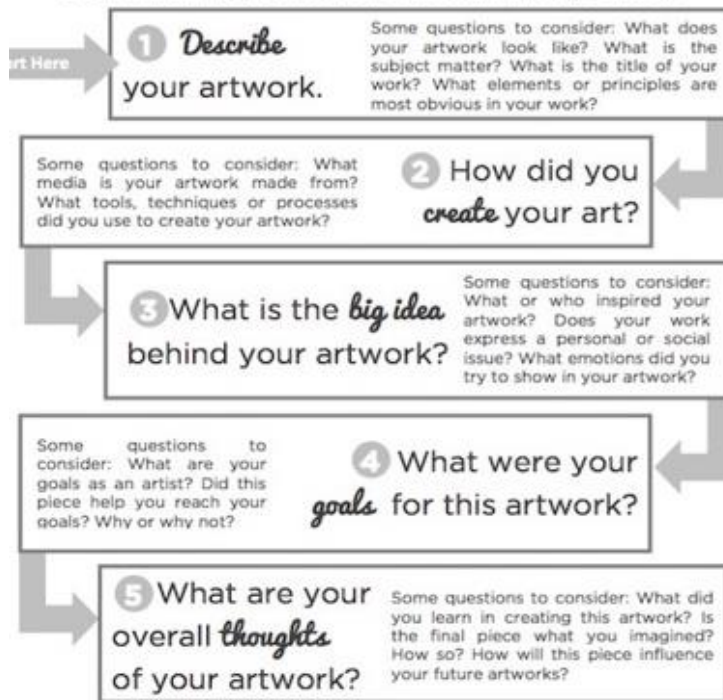 rt Here
1 Describe
your artwork.
Some questions to consider: What does
your artwork look like? What is the
subject matter? What is the title of your
work? What elements or principles are
most obvious in your work?
Some questions to consider: What
media is your artwork made from?
What tools, techniques or processes
did you use to create your artwork?
2 How did you
create your art?
3 What is the big idea
behind your artwork?
Some questions to consider:
What or who inspired your
artwork? Does your work
express a personal or social
issue? What emotions did you
try to show in your artwork?
Some questions to
consider: What are your
goals as an artist? Did this
piece help you reach your
goals? Why or why not?
4 What were your
goals for this artwork?
5 What are your
overall thoughts
of your artwork?
Some questions to consider: What did
you learn in creating this artwork? Is
the final piece what you imagined?
How so? How will this piece influence
your future artworks?